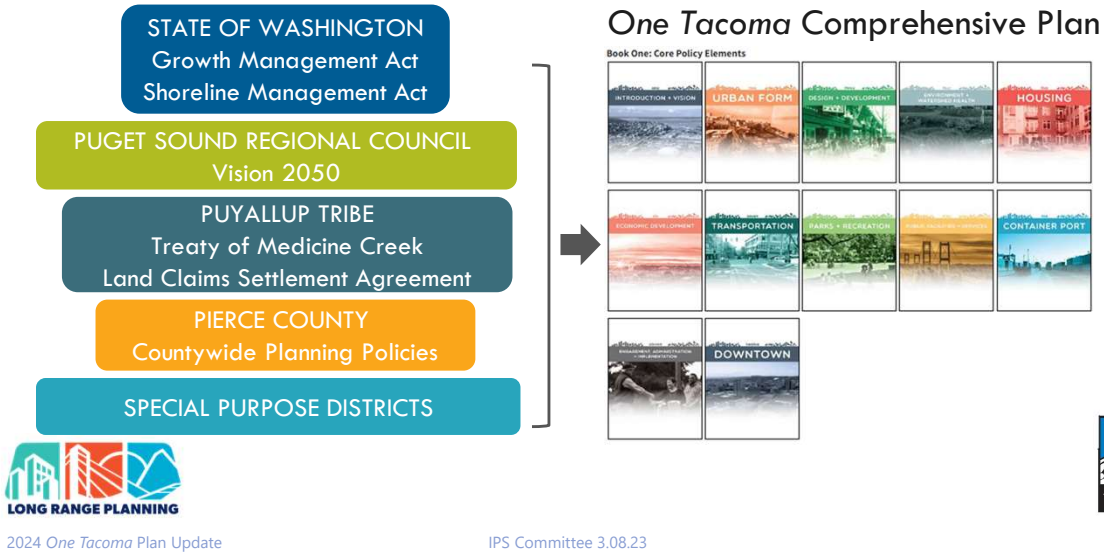 STATE OF WASHINGTON
Growth Management Act
Shoreline Management Act
PUGET SOUND REGIONAL COUNCIL
Vision 2050
PUYALLUP TRIBE
Treaty of Medicine Creek
Land Claims Settlement Agreement
PIERCE COUNTY
Countywide Planning Policies
SPECIAL PURPOSE DISTRICTS
One Tacoma Comprehensive Plan
Book One: Core Policy Elements
INTRODUCTION + VISION
URBAN FORM
DESIGN + DEVELOPMENT
ENVIRONMENT +
WATERSHED HEALTH
HOUSING
ECONOMIC DEVELOPMENT
TRANSPORTATION
PARKS + RECREATION
PUBLIC FACILITIES + SERVICES
CONTAINER PORT
ENGAGEMENT, ADMINISTRATION
+ IMPLEMENTATION
DOWNTOWN
LONG RANGE PLANNING
2024 One Tacoma Plan Update
IPS Committee 3.08.23